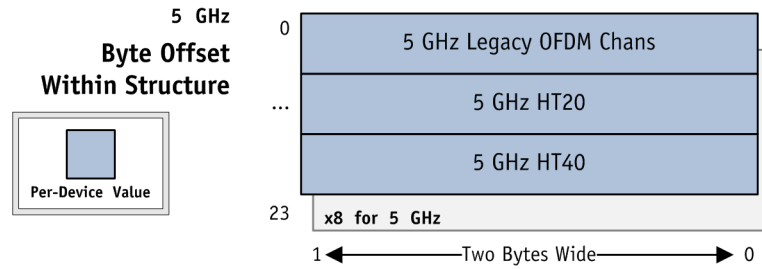 5 GHz
Byte Offset
Within Structure
Per-Device Value
0
5 GHz Legacy OFDM Chans
...
5 GHz HT20
5 GHz HT40
23
x8 for 5 GHz
1
Two Bytes Wide
0